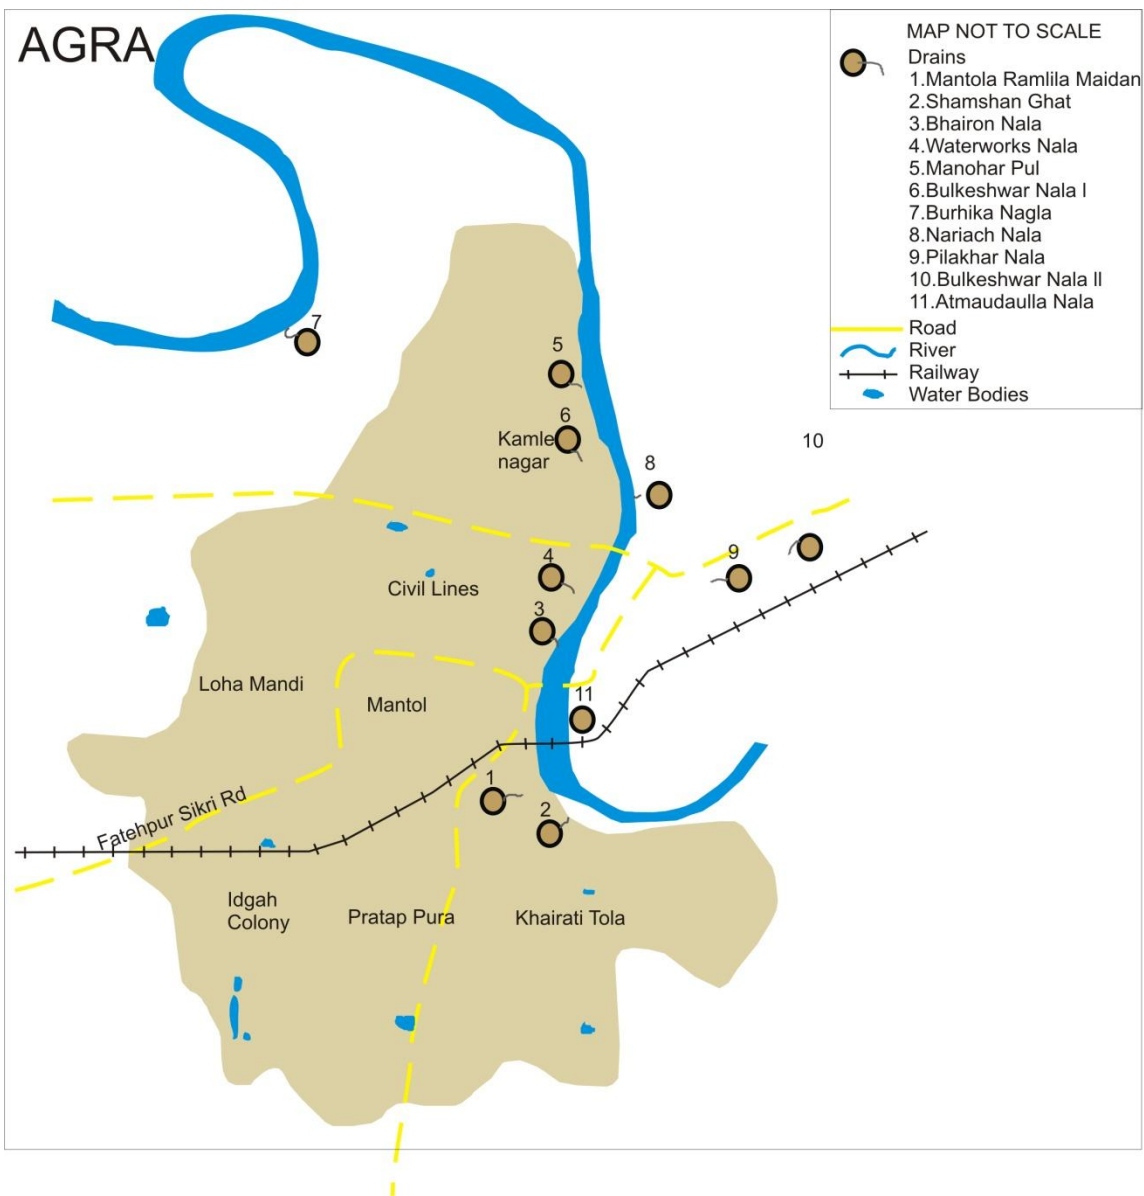 AGRA
MAP NOT TO SCALE
Drains
1.Mantola Ramlila Maidan
2.Shamshan Ghat
3.Bhairon Nala
4.Waterworks Nala
5.Manohar Pul
6.Bulkeshwar Nala I
7.Burhika Nagla
8.Nariach Nala
9.Pilakhar Nala
10.Bulkeshwar Nala II
11.Atmaudaulla Nala
Road
River
Railway
Water Bodies
7
5
6
Kamle
nagar
8
10
9
4
Civil Lines
3
Loha Mandi
Mantol
11
1
2
Fatehpur Sikri Rd
Idgah
Colony
Pratap Pura
Khairati Tola